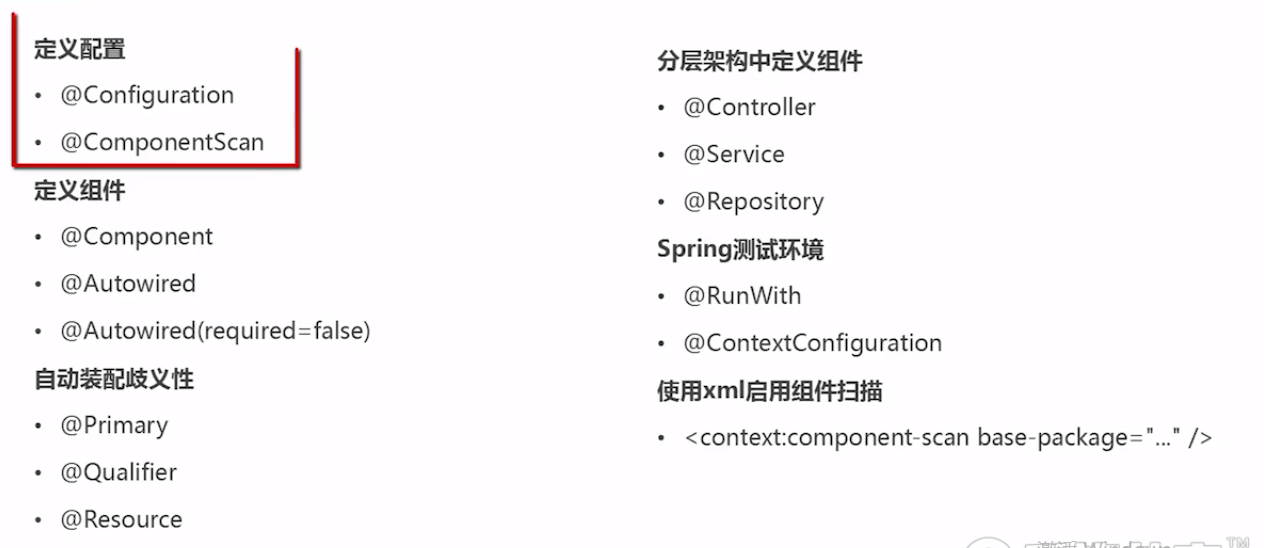 定义配置
• @Configuration
• @ComponentScan
定义组件
• @Component
• @Autowired
• @Autowired(required=false)
自动装配歧义性
• @Primary
• @Qualifier
• @Resource
分层架构中定义组件
• @Controller
• @Service
• @Repository
Spring测试环境
• @RunWith
• @ContextConfiguration
使用xml启用组件扫描
• <context:component-scan base-package="..." />
TM